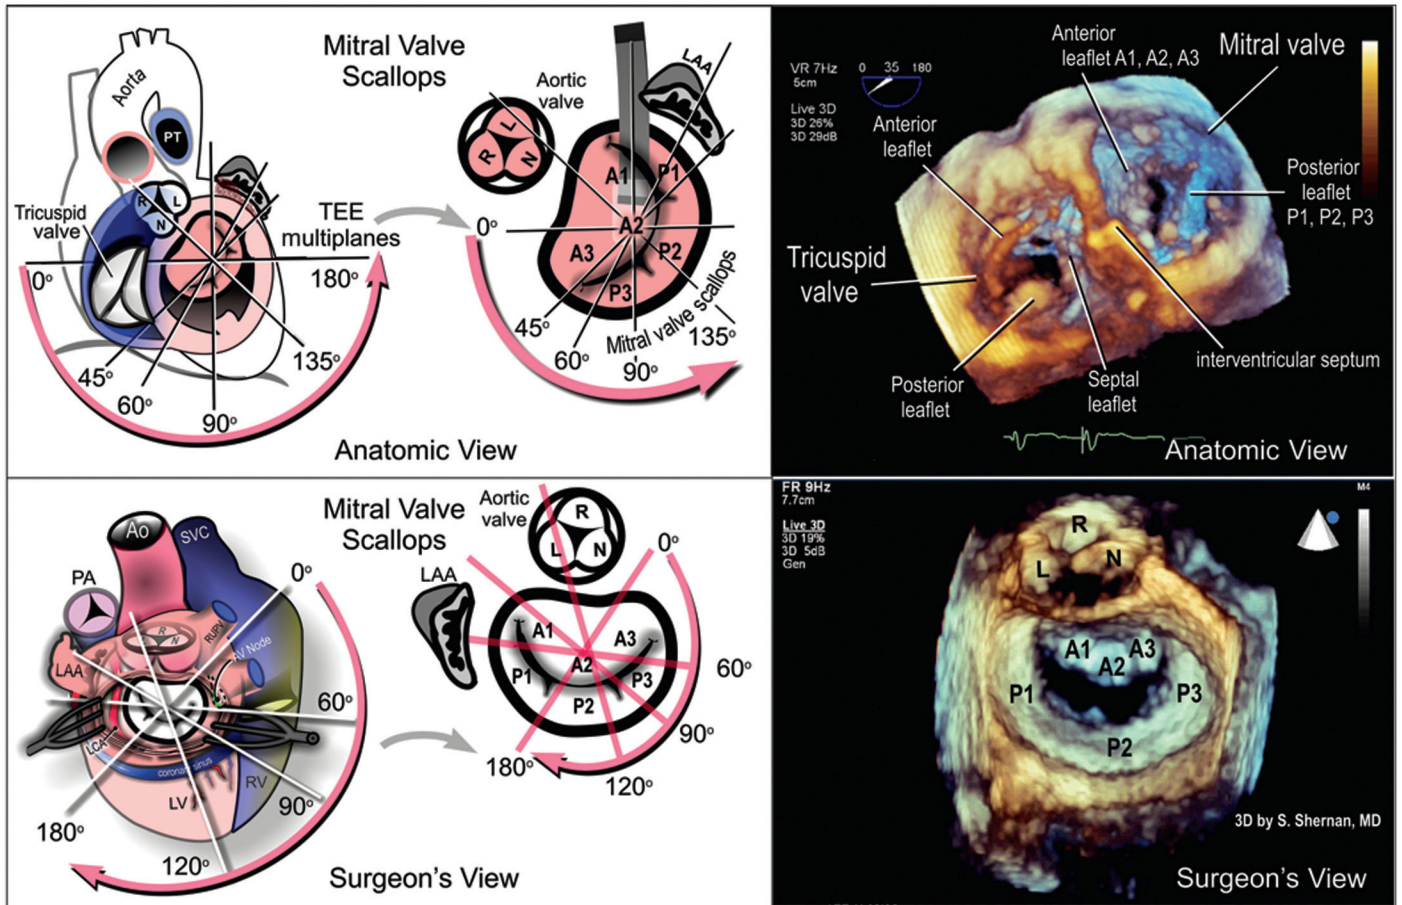 Mitral Valve
Scallops
Aorta
PT
R
L
N
Tricuspid
valve
TEE
multiplanes
0°
180°
135°
45°
60°
90°
Aortic
valve
LAA
L
R
N
A1
P1
A2
A3
P2
P3
0°
45°
60°
90°
135°
Mitral valve scallops
Anatomic View
VR 7Hz
5cm
0 35 180
Live 3D
3D 26%
3D 29dB
Anterior
leaflet A1, A2, A3
Mitral valve
Anterior
leaflet
Posterior
leaflet
P1, P2, P3
Tricuspid
valve
interventricular septum
Posterior
leaflet
Septal
leaflet
Anatomic View
Mitral Valve
Scallops
Ao
SVC
PA
0°
R
N
RUPV
AV Node
LAA
60°
LCA
coronary sinus
RV
LV
90°
180°
120°
Aortic
valve
R
L
N
0°
LAA
A1
A3
A2
P1
P3
P2
60°
90°
180°
120°
Surgeon's View
FR 9Hz
7.7cm
M4
Live 3D
3D 19%
3D 5dB
Gen
R
L
N
A1
A3
A2
P1
P3
P2
3D by S. Shernan, MD
Surgeon's View